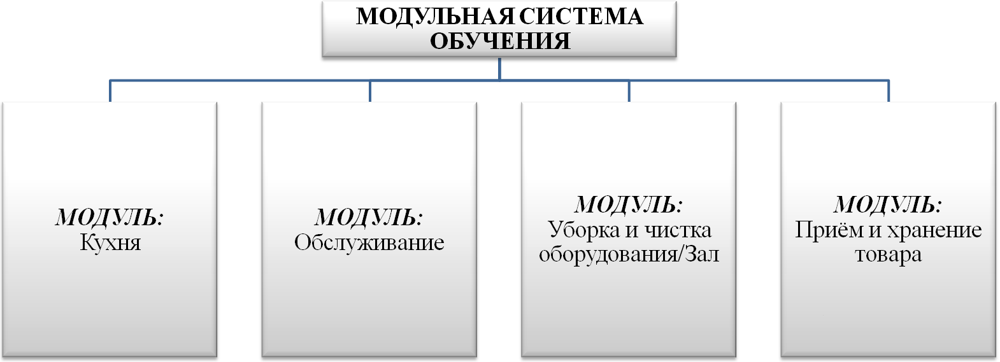 МОДУЛЬНАЯ СИСТЕМА
ОБУЧЕНИЯ
МОДУЛЬ:
Кухня
МОДУЛЬ:
Обслуживание
МОДУЛЬ:
Уборка и чистка
оборудования/Зал
МОДУЛЬ:
Приём и хранение
товара